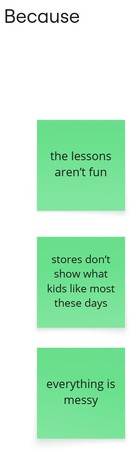 Because
the lessons
aren't fun
stores don't
show what
kids like most
these days
everything is
messy